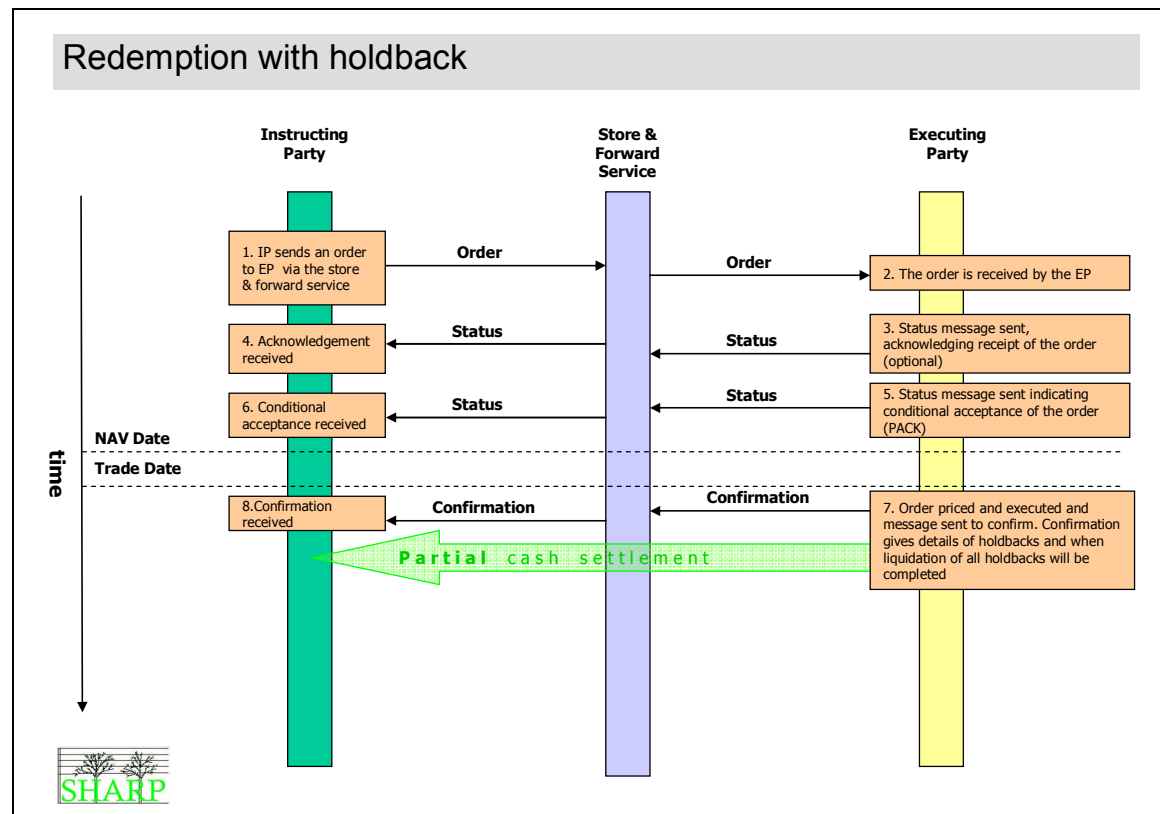 Redemption with holdback
Instructing
Party
Store &
Forward
Service
Executing
Party
1. IP sends an order
to EP via the store
& forward service
Order
Order
2. The order is received by the EP
4. Acknowledgement
received
Status
Status
3. Status message sent,
acknowledging receipt of the order
(optional)
6. Conditional
acceptance received
Status
Status
5. Status message sent indicating
conditional acceptance of the order
(PACK)
NAV Date
Trade Date
time
8.Confirmation
received
Confirmation
Confirmation
7. Order priced and executed and
message sent to confirm. Confirmation
gives details of holdbacks and when
liquidation of all holdbacks will be
completed
Partial cash settlement
SHARP